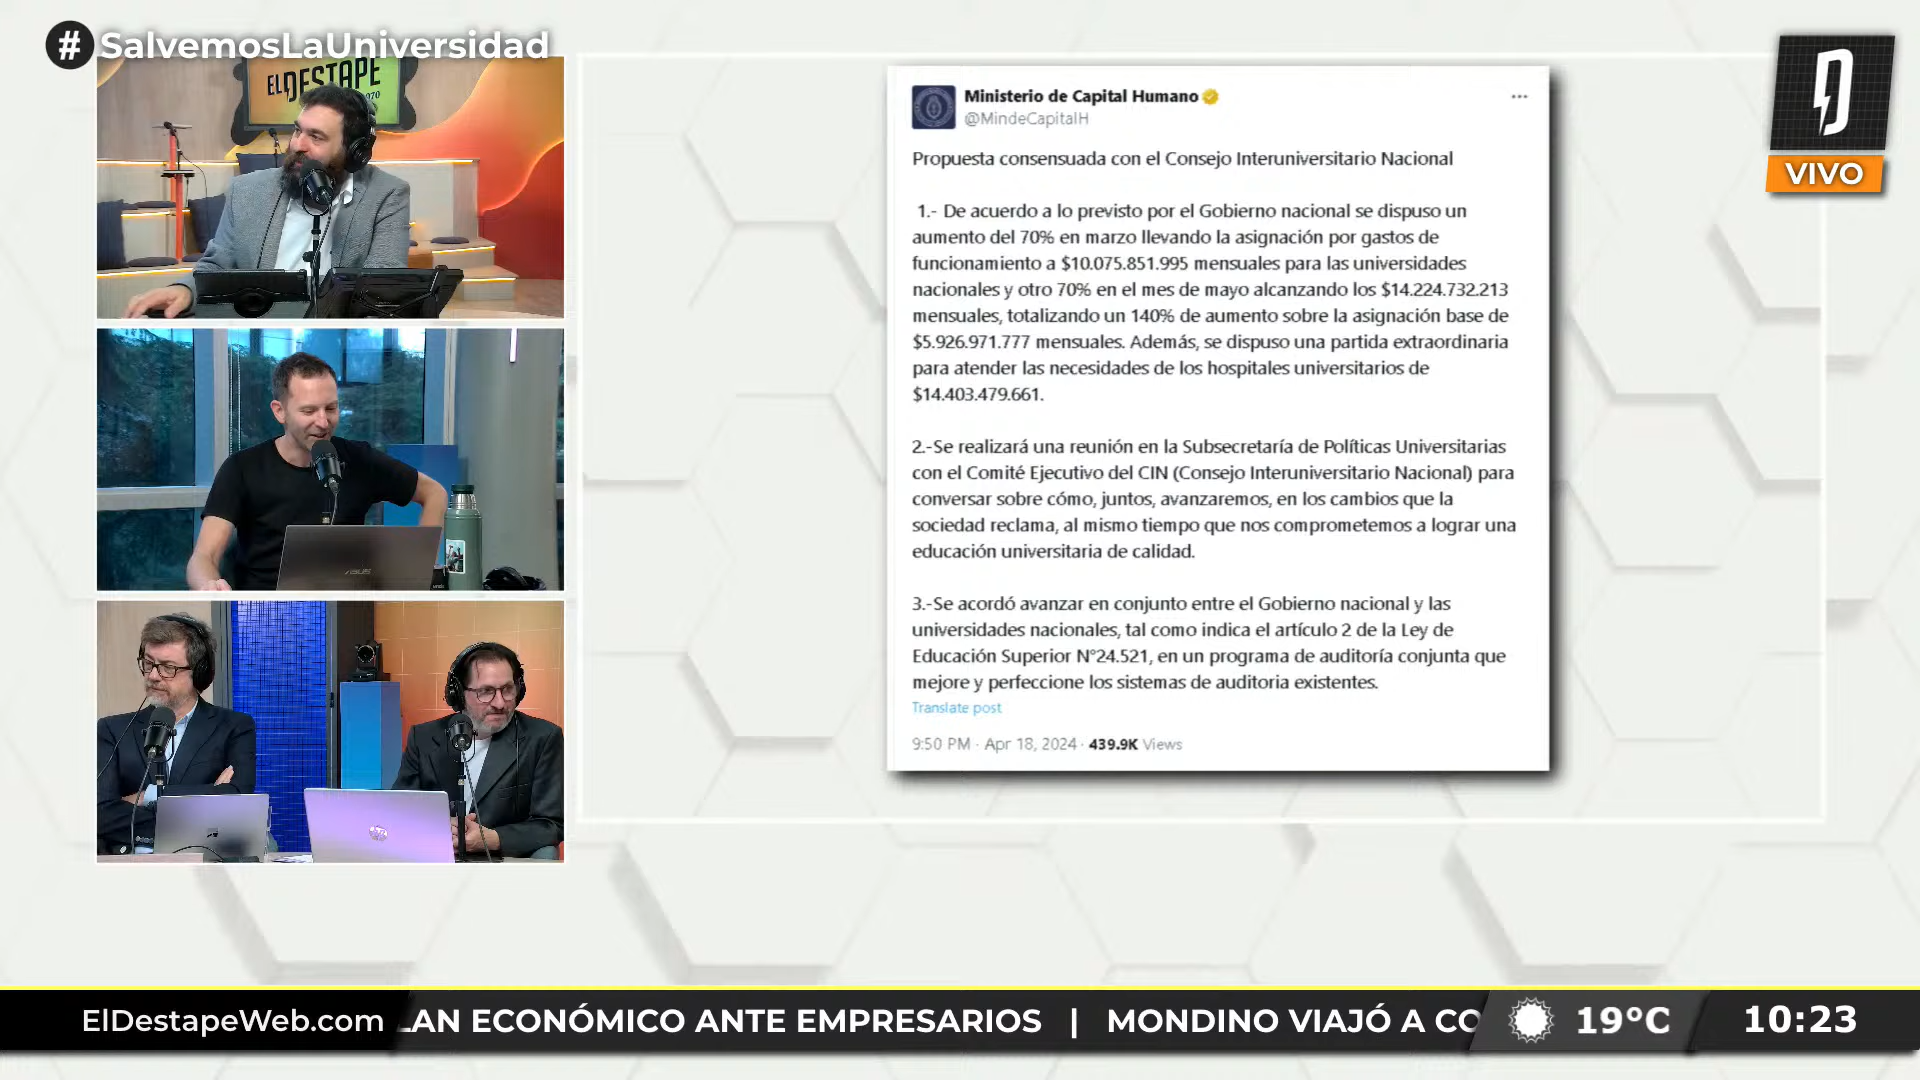 # SalvemosLaUniversidad
EL DESTAPE
Ministerio de Capital Humano
@MindeCapitalH
Propuesta consensuada con el Consejo Interuniversitario Nacional
1.- De acuerdo a lo previsto por el Gobierno nacional se dispuso un
aumento del 70% en marzo llevando la asignación por gastos de
funcionamiento a $10.075.851.995 mensuales para las universidades
nacionales y otro 70% en el mes de mayo alcanzando los $14.224.732.213
mensuales, totalizando un 140% de aumento sobre la asignación base de
$5.926.971.777 mensuales. Además, se dispuso una partida extraordinaria
para atender las necesidades de los hospitales universitarios de
$14.403.479.661.
2.-Se realizará una reunión en la Subsecretaría de Políticas Universitarias
con el Comité Ejecutivo del CIN (Consejo Interuniversitario Nacional) para
conversar sobre cómo, juntos, avanzaremos, en los cambios que la
sociedad reclama, al mismo tiempo que nos comprometemos a lograr una
educación universitaria de calidad.
3.-Se acordó avanzar en conjunto entre el Gobierno nacional y las
universidades nacionales, tal como indica el artículo 2 de la Ley de
Educación Superior N°24.521, en un programa de auditoría conjunta que
mejore y perfeccione los sistemas de auditoria existentes.
Translate post
9:50 PM · Apr 18, 2024 · 439.9K Views
VIVO
ASUS
hp
ElDestapeWeb.com
LAN ECONÓMICO ANTE EMPRESARIOS | MONDINO VIAJÓ A CO
19°C
10:23